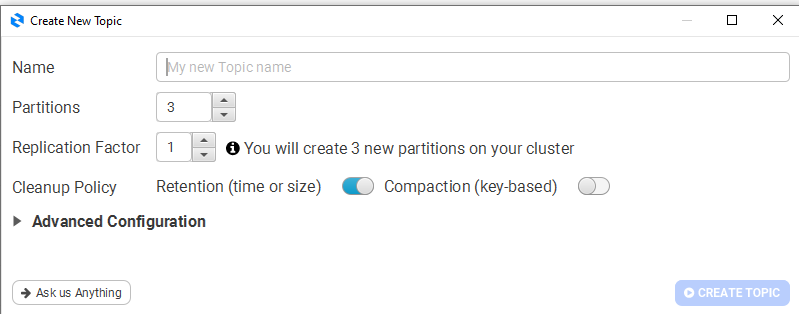 Create New Topic
Name My new Topic name
Partitions 3
Replication Factor 1 You will create 3 new partitions on your cluster
Cleanup Policy Retention (time or size) Compaction (key-based)
Advanced Configuration
Ask us Anything CREATE TOPIC